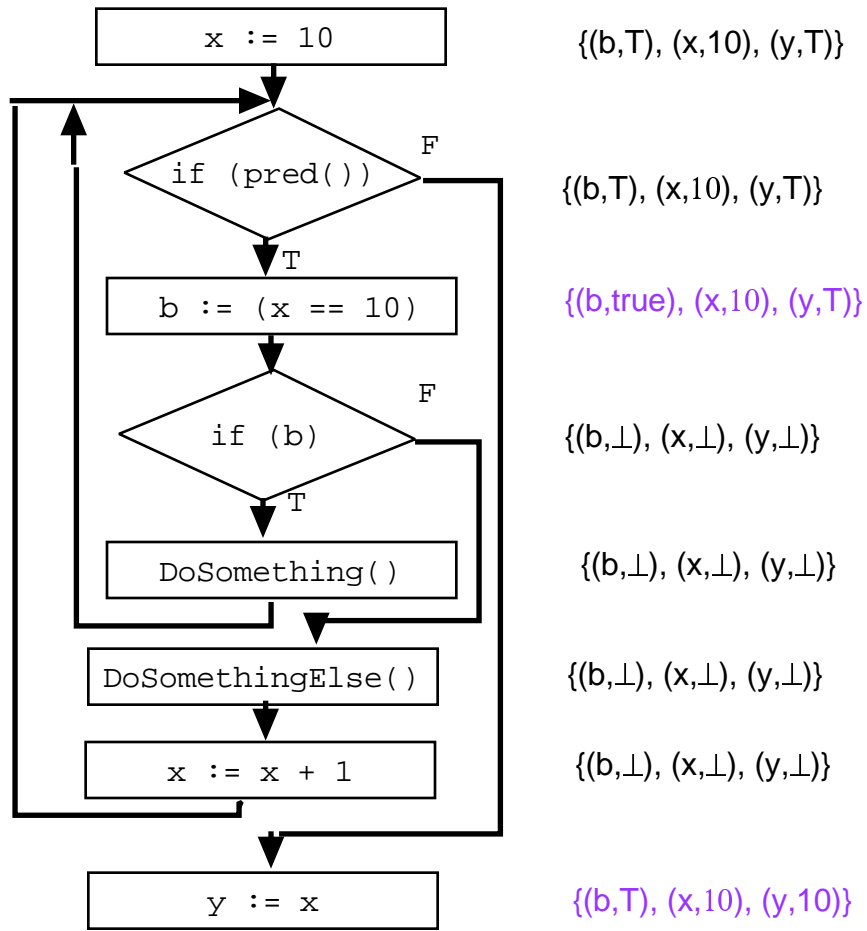 x := 10 {(b,T), (x,10), (y,T)}
F
if (pred()) {(b,T), (x,10), (y,T)}
T
b := (x == 10) {(b,true), (x,10), (y,T)}
F
if (b) {(b,⊥), (x,⊥), (y,⊥)}
T
DoSomething() {(b,⊥), (x,⊥), (y,⊥)}
DoSomethingElse() {(b,⊥), (x,⊥), (y,⊥)}
x := x + 1 {(b,⊥), (x,⊥), (y,⊥)}
y := x {(b,T), (x,10), (y,10)}